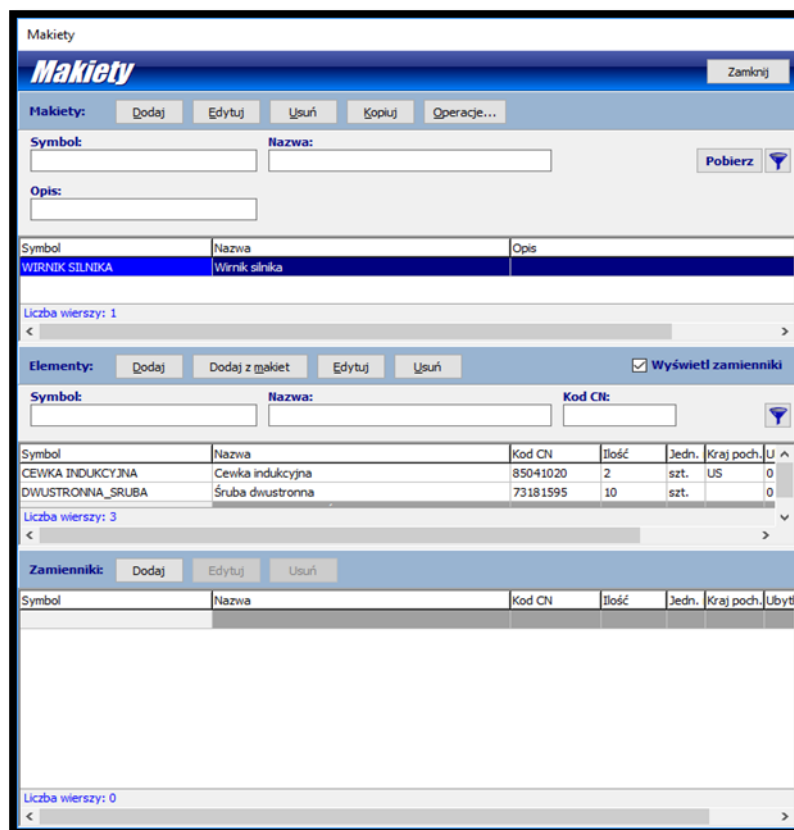 Makiety
Makiety Zamknij
Makiety: Dodaj Edytuj Usuń Kopiuj Operacje...
Symbol: Nazwa:
Pobierz
Opis:
Symbol Nazwa Opis
WIRNIK SILNIKA Wirnik silnika
Liczba wierszy: 1
Elementy: Dodaj Dodaj z makiet Edytuj Usuń Wyświetl zamienniki
Symbol: Nazwa: Kod CN:
Symbol Nazwa Kod CN Ilość Jedn. Kraj poch. U
CEWKA INDUKCYJNA Cewka indukcyjna 85041020 2 szt. US 0
DWUSTRONNA_SRUBA Śruba dwustronna 73181595 10 szt. 0
Liczba wierszy: 3
Zamienniki: Dodaj Edytuj Usuń
Symbol Nazwa Kod CN Ilość Jedn. Kraj poch. Ubyt
Liczba wierszy: 0